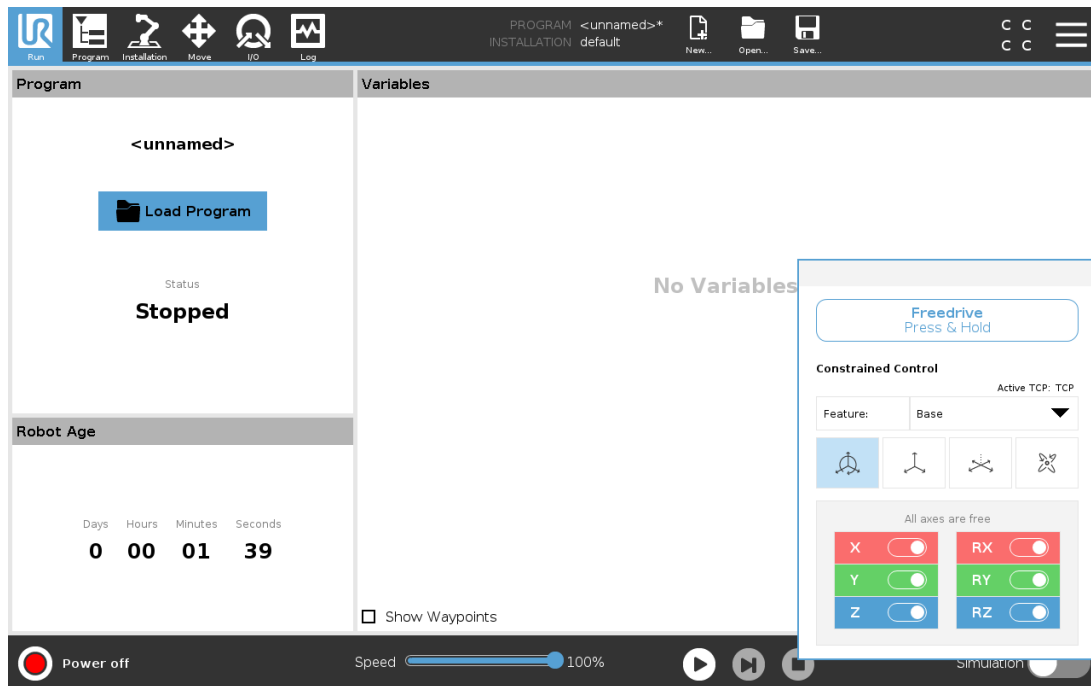 PROGRAM <unnamed>*
INSTALLATION default
UR
Run Program Installation Move I/O Log New... Open... Save...
C C
C C
Program
<unnamed>
Load Program
Status
Stopped
Robot Age
Days Hours Minutes Seconds
0 00 01 39
Variables
No Variables
Show Waypoints
Freedrive
Press & Hold
Constrained Control
Active TCP: TCP
Feature: Base
All axes are free
X RX
Y RY
Z RZ
Power off
Speed 100%
Simulation